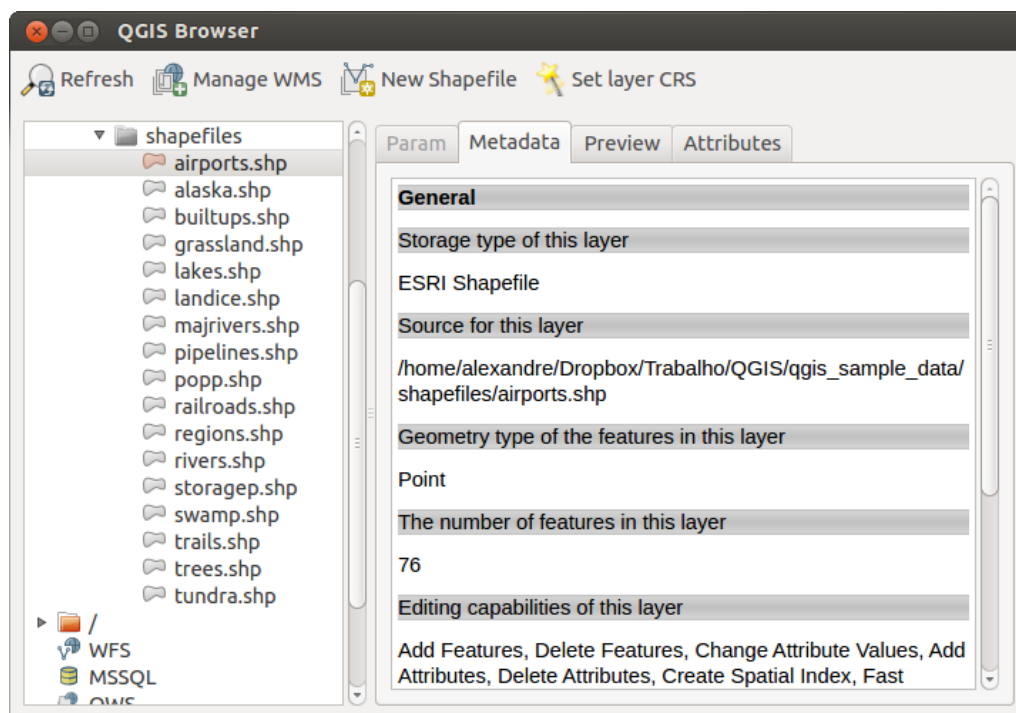 QGIS Browser
Refresh Manage WMS New Shapefile Set layer CRS
shapefiles
airports.shp
alaska.shp
builtups.shp
grassland.shp
lakes.shp
landice.shp
majrivers.shp
pipelines.shp
popp.shp
railroads.shp
regions.shp
rivers.shp
storagep.shp
swamp.shp
trails.shp
trees.shp
tundra.shp
/
WFS
MSSQL
OWS
Param Metadata Preview Attributes
General
Storage type of this layer
ESRI Shapefile
Source for this layer
/home/alexandre/Dropbox/Trabalho/QGIS/qgis_sample_data/
shapefiles/airports.shp
Geometry type of the features in this layer
Point
The number of features in this layer
76
Editing capabilities of this layer
Add Features, Delete Features, Change Attribute Values, Add
Attributes, Delete Attributes, Create Spatial Index, Fast